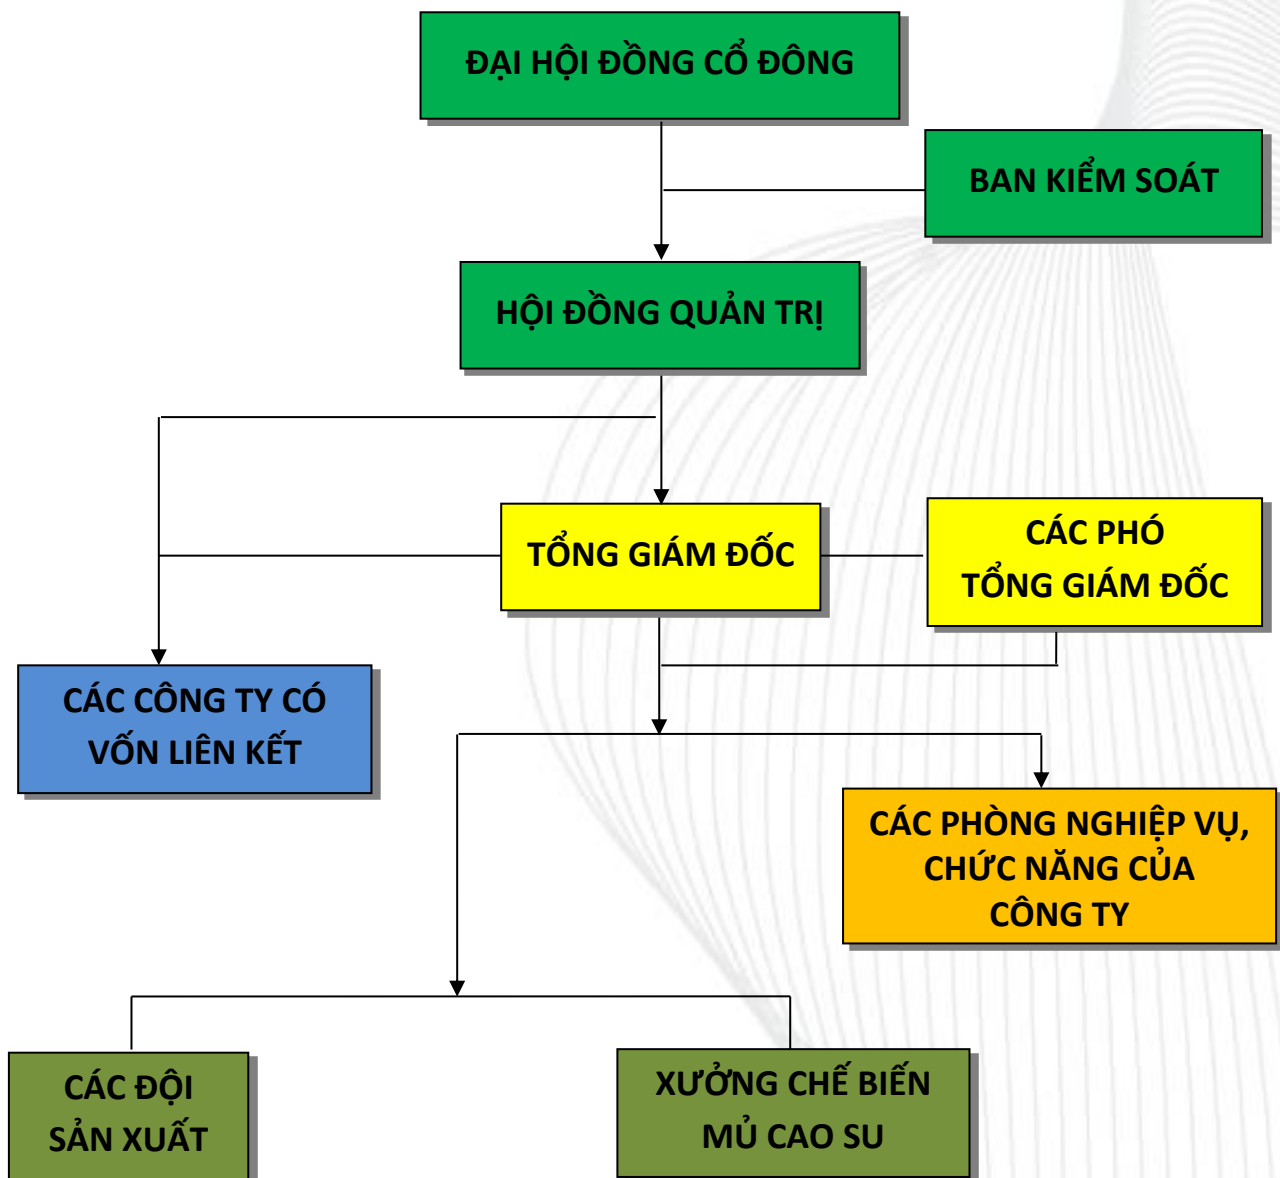 ĐẠI HỘI ĐỒNG CỔ ĐÔNG
BAN KIỂM SOÁT
HỘI ĐỒNG QUẢN TRỊ
TỔNG GIÁM ĐỐC
CÁC PHÓ
TỔNG GIÁM ĐỐC
CÁC CÔNG TY CÓ
VỐN LIÊN KẾT
CÁC PHÒNG NGHIỆP VỤ,
CHỨC NĂNG CỦA
CÔNG TY
CÁC ĐỘI
SẢN XUẤT
XƯỞNG CHẾ BIẾN
MỦ CAO SU